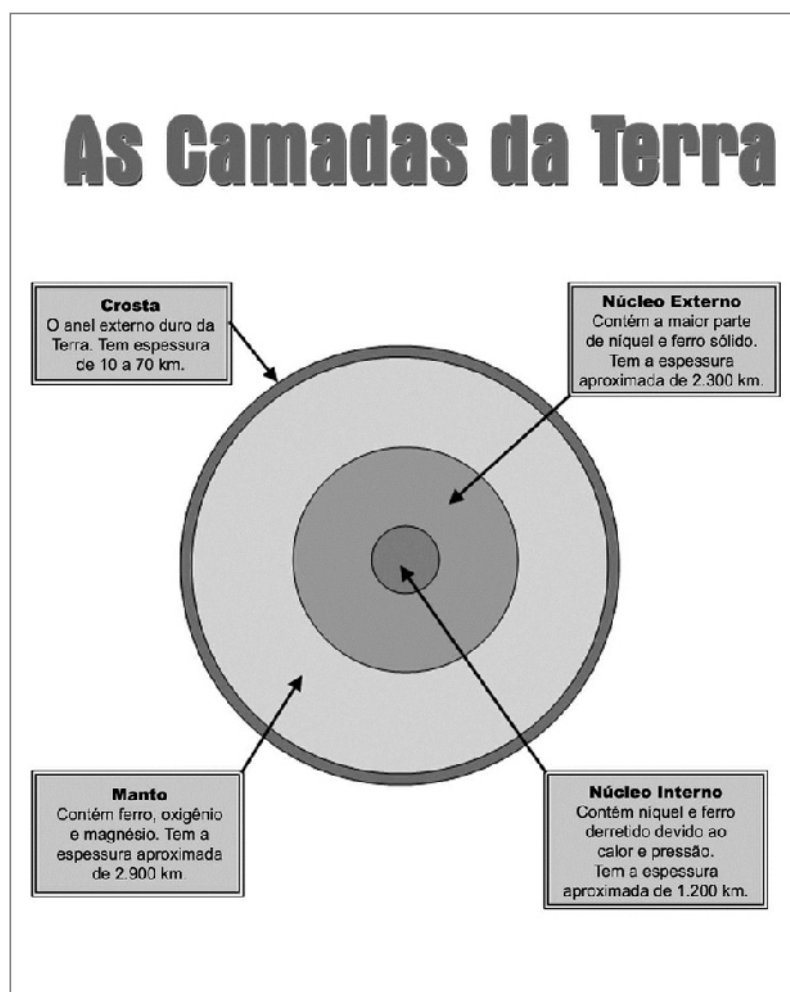 As Camadas da Terra
Crosta
O anel externo duro da
Terra. Tem espessura
de 10 a 70 km.
Núcleo Externo
Contém a maior parte
de níquel e ferro sólido.
Tem a espessura
aproximada de 2.300 km.
Manto
Contém ferro, oxigênio
e magnésio. Tem a
espessura aproximada
de 2.900 km.
Núcleo Interno
Contém níquel e ferro
derretido devido ao
calor e pressão.
Tem a espessura
aproximada de 1.200 km.